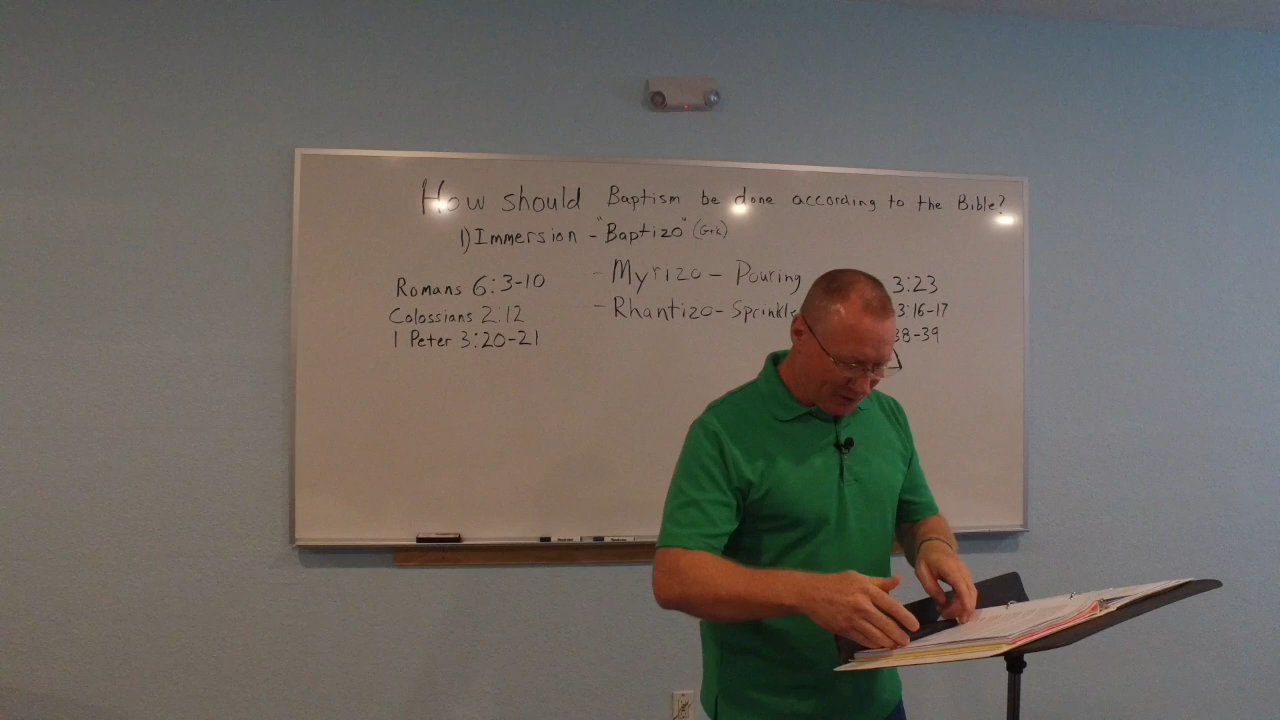 How should Baptism be done according to the Bible?
1) Immersion - "Baptizo" (Grk)
Romans 6:3-10
Colossians 2:12
1 Peter 3:20-21
- Myrizo - Pouring
- Rhantizo - Sprinkle
3:23
3:16-17
38-39